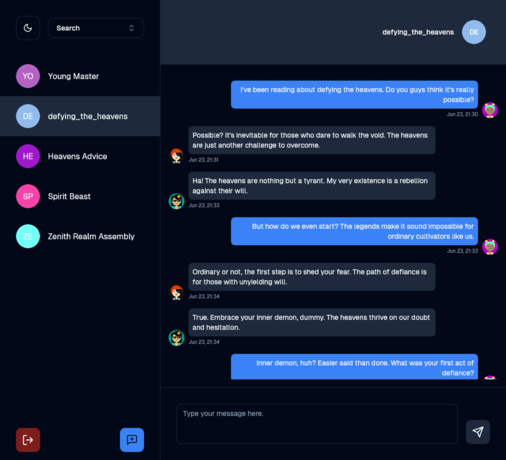 Search
YO
Young Master
DE
defying_the_heavens
HE
Heavens Advice
SP
Spirit Beast
ZE
Zenith Realm Assembly
defying_the_heavens
DE
I've been reading about defying the heavens. Do you guys think it's really
possible?
Jun 23, 21:30
Possible? It's inevitable for those who dare to walk the void. The heavens
are just another challenge to overcome.
Jun 23, 21:31
Ha! The heavens are nothing but a tyrant. My very existence is a rebellion
against their will.
Jun 23, 21:33
But how do we even start? The legends make it sound impossible for
ordinary cultivators like us.
Jun 23, 21:33
Ordinary or not, the first step is to shed your fear. The path of defiance is
for those with unyielding will.
Jun 23, 21:34
True. Embrace your inner demon, dummy. The heavens thrive on our doubt
and hesitation.
Jun 23, 21:34
Inner demon, huh? Easier said than done. What was your first act of
defiance?
Type your message here.